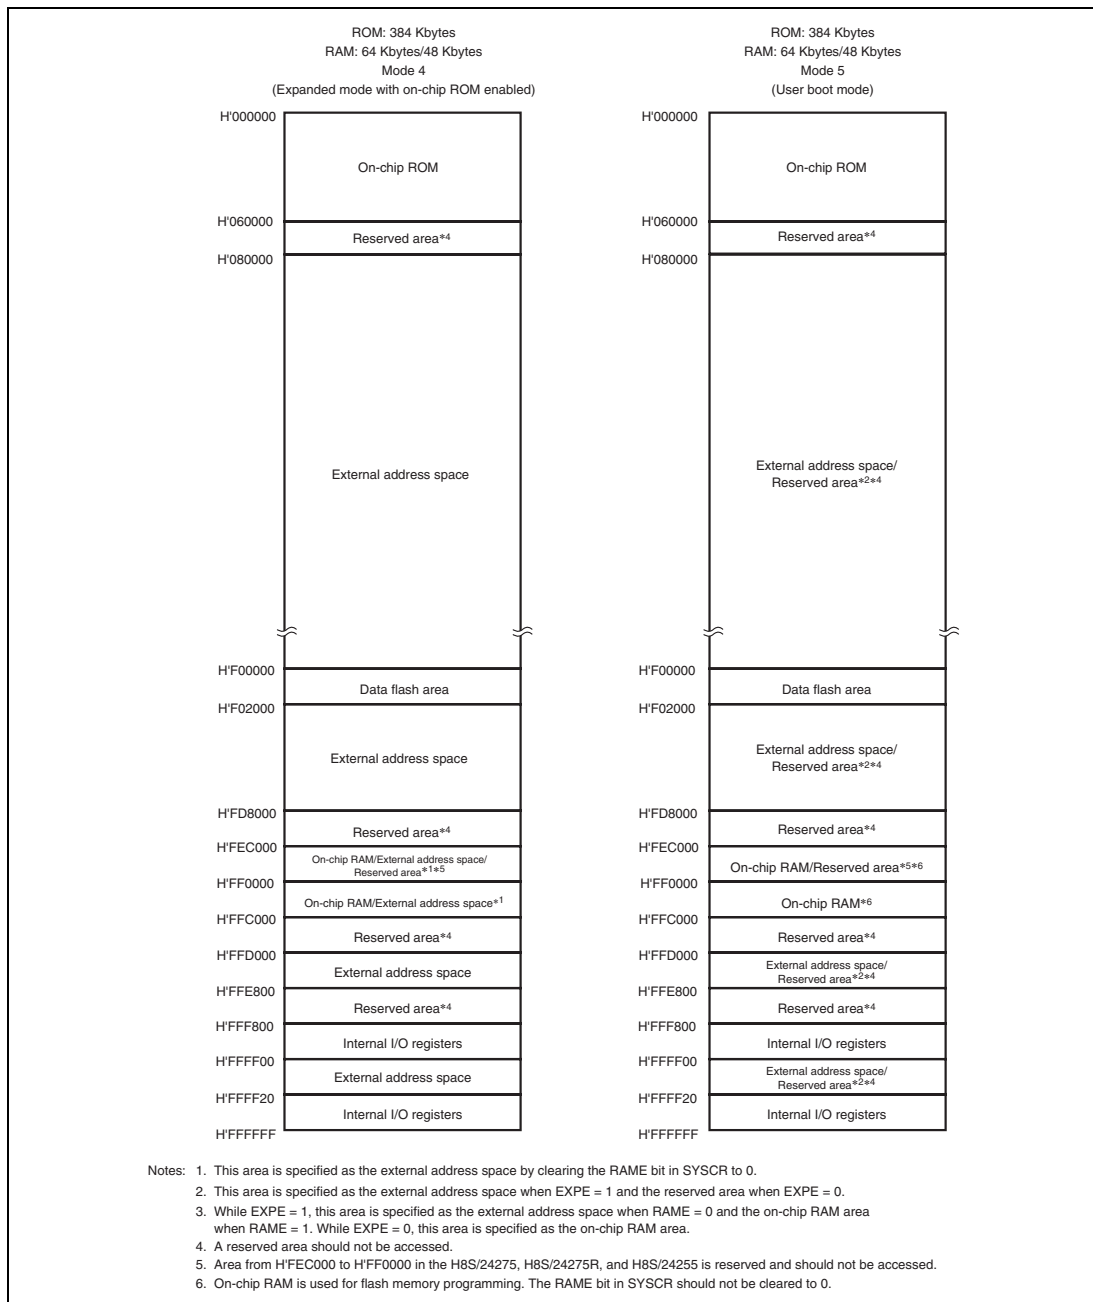 ROM: 384 Kbytes
RAM: 64 Kbytes/48 Kbytes
Mode 4
(Expanded mode with on-chip ROM enabled)
H'000000
On-chip ROM
H'060000
Reserved area*4
H'080000
External address space
H'F00000
Data flash area
H'F02000
External address space
H'FD8000
Reserved area*4
H'FEC000
On-chip RAM/External address space/
Reserved area*1*5
H'FF0000
On-chip RAM/External address space*1
H'FFC000
Reserved area*4
H'FFD000
External address space
H'FFE800
Reserved area*4
H'FFF800
Internal I/O registers
H'FFFF00
External address space
H'FFFF20
Internal I/O registers
H'FFFFFF
ROM: 384 Kbytes
RAM: 64 Kbytes/48 Kbytes
Mode 5
(User boot mode)
H'000000
On-chip ROM
H'060000
Reserved area*4
H'080000
External address space/
Reserved area*2*4
H'F00000
Data flash area
H'F02000
External address space/
Reserved area*2*4
H'FD8000
Reserved area*4
H'FEC000
On-chip RAM/Reserved area*5*6
H'FF0000
On-chip RAM*6
H'FFC000
Reserved area*4
H'FFD000
External address space/
Reserved area*2*4
H'FFE800
Reserved area*4
H'FFF800
Internal I/O registers
H'FFFF00
External address space/
Reserved area*2*4
H'FFFF20
Internal I/O registers
H'FFFFFF
Notes: 1. This area is specified as the external address space by clearing the RAME bit in SYSCR to 0.
2. This area is specified as the external address space when EXPE = 1 and the reserved area when EXPE = 0.
3. While EXPE = 1, this area is specified as the external address space when RAME = 0 and the on-chip RAM area
when RAME = 1. While EXPE = 0, this area is specified as the on-chip RAM area.
4. A reserved area should not be accessed.
5. Area from H'FEC000 to H'FF0000 in the H8S/24275, H8S/24275R, and H8S/24255 is reserved and should not be accessed.
6. On-chip RAM is used for flash memory programming. The RAME bit in SYSCR should not be cleared to 0.